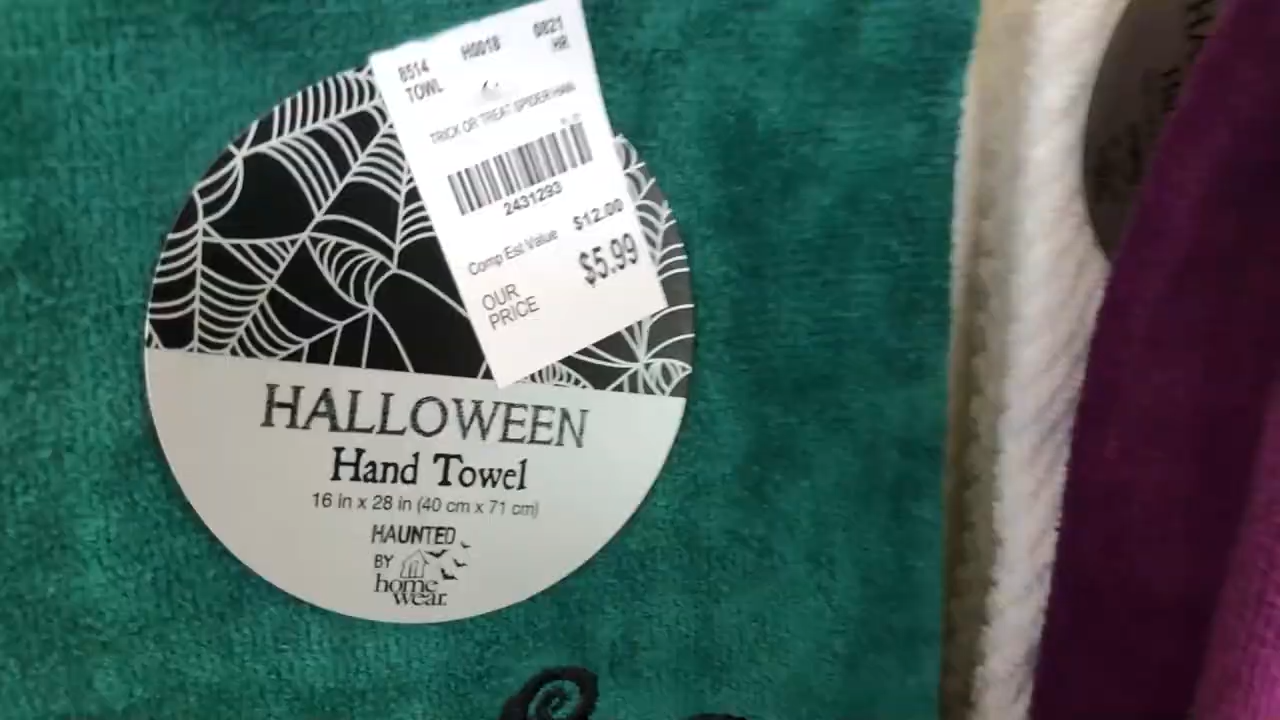 8514 H0018 0821
TOWL HR
TRICK OR TREAT SPIDER HAN
2431293
Comp Est Value $12.00
OUR PRICE $5.99
HALLOWEEN
Hand Towel
16 in x 28 in (40 cm x 71 cm)
HAUNTED
BY
home
wear.